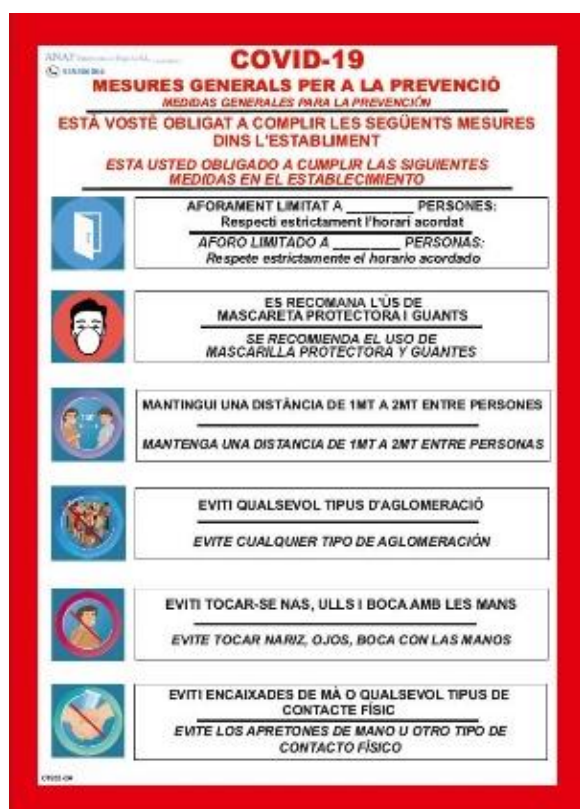 COVID-19
MESURES GENERALS PER A LA PREVENCIÓ
MEDIDAS GENERALES PARA LA PREVENCIÓN
ESTÀ VOSTÈ OBLIGAT A COMPLIR LES SEGÜENTS MESURES
DINS L'ESTABLIMENT
ESTA USTED OBLIGADO A CUMPLIR LAS SIGUIENTES
MEDIDAS EN EL ESTABLECIMIENTO
AFORAMENT LIMITAT A ________ PERSONES:
Respecti estrictament l'horari acordat
AFORO LIMITADO A ________ PERSONAS:
Respete estrictamente el horario acordado
ES RECOMANA L'ÙS DE
MASCARETA PROTECTORA I GUANTS
SE RECOMIENDA EL USO DE
MASCARILLA PROTECTORA Y GUANTES
MANTINGUI UNA DISTÀNCIA DE 1MT A 2MT ENTRE PERSONES
MANTENGA UNA DISTANCIA DE 1MT A 2MT ENTRE PERSONAS
EVITI QUALSEVOL TIPUS D'AGLOMERACIÓ
EVITE CUALQUIER TIPO DE AGLOMERACIÓN
EVITI TOCAR-SE NAS, ULLS I BOCA AMB LES MANS
EVITE TOCAR NARIZ, OJOS, BOCA CON LAS MANOS
EVITI ENCAIXADES DE MÀ O QUALSEVOL TIPUS DE
CONTACTE FÍSIC
EVITE LOS APRETONES DE MANO U OTRO TIPO DE
CONTACTO FÍSICO